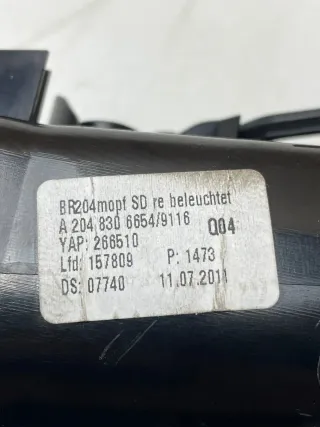 BR204mopf SD re beleuchtet
A 204 830 6654/9116 Q04
YAP: 266510
Lfd: 157809 P: 1473
DS: 07740 11.07.2011